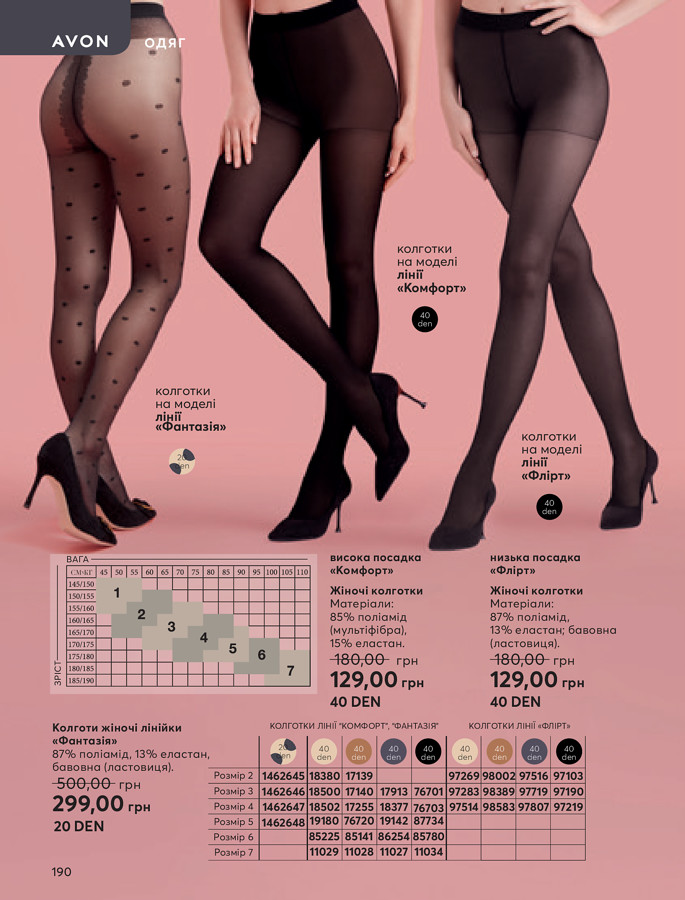 AVON
ОДЯГ
колготки
на моделі
лінії
«Комфорт»
40
den
колготки
на моделі
лінії
«Фантазія»
20
den
колготки
на моделі
лінії
«Флірт»
40
den
ВАГА
СМ·КГ 45 50 55 60 65 70 75 80 85 90 95 100 105 110
145/150
150/155
155/160
160/165
165/170
170/175
175/180
180/185
185/190
ЗРІСТ
1
2
3
4
5
6
7
висока посадка
«Комфорт»
Жіночі колготки
Матеріали:
85% поліамід
(мультіфібра),
15% еластан.
180,00 грн
129,00 грн
40 DEN
низька посадка
«Флірт»
Жіночі колготки
Матеріали:
87% поліамід,
13% еластан; бавовна
(ластовиця).
180,00 грн
129,00 грн
40 DEN
Колготи жіночі лінійки
«Фантазія»
87% поліамід, 13% еластан,
бавовна (ластовиця).
500,00 грн
299,00 грн
20 DEN
КОЛГОТКИ ЛІНІЇ "КОМФОРТ", "ФАНТАЗІЯ" КОЛГОТКИ ЛІНІЇ «ФЛІРТ»
20 40 40 40 40 40 40 40 40
den den den den den den den den den
Розмір 2 1462645 18380 17139 97269 98002 97516 97103
Розмір 3 1462646 18500 17140 17913 76701 97283 98389 97719 97190
Розмір 4 1462647 18502 17255 18377 76703 97514 98583 97807 97219
Розмір 5 1462648 19180 76720 19142 87734
Розмір 6 85225 85141 86254 85780
Розмір 7 11029 11028 11027 11034
190